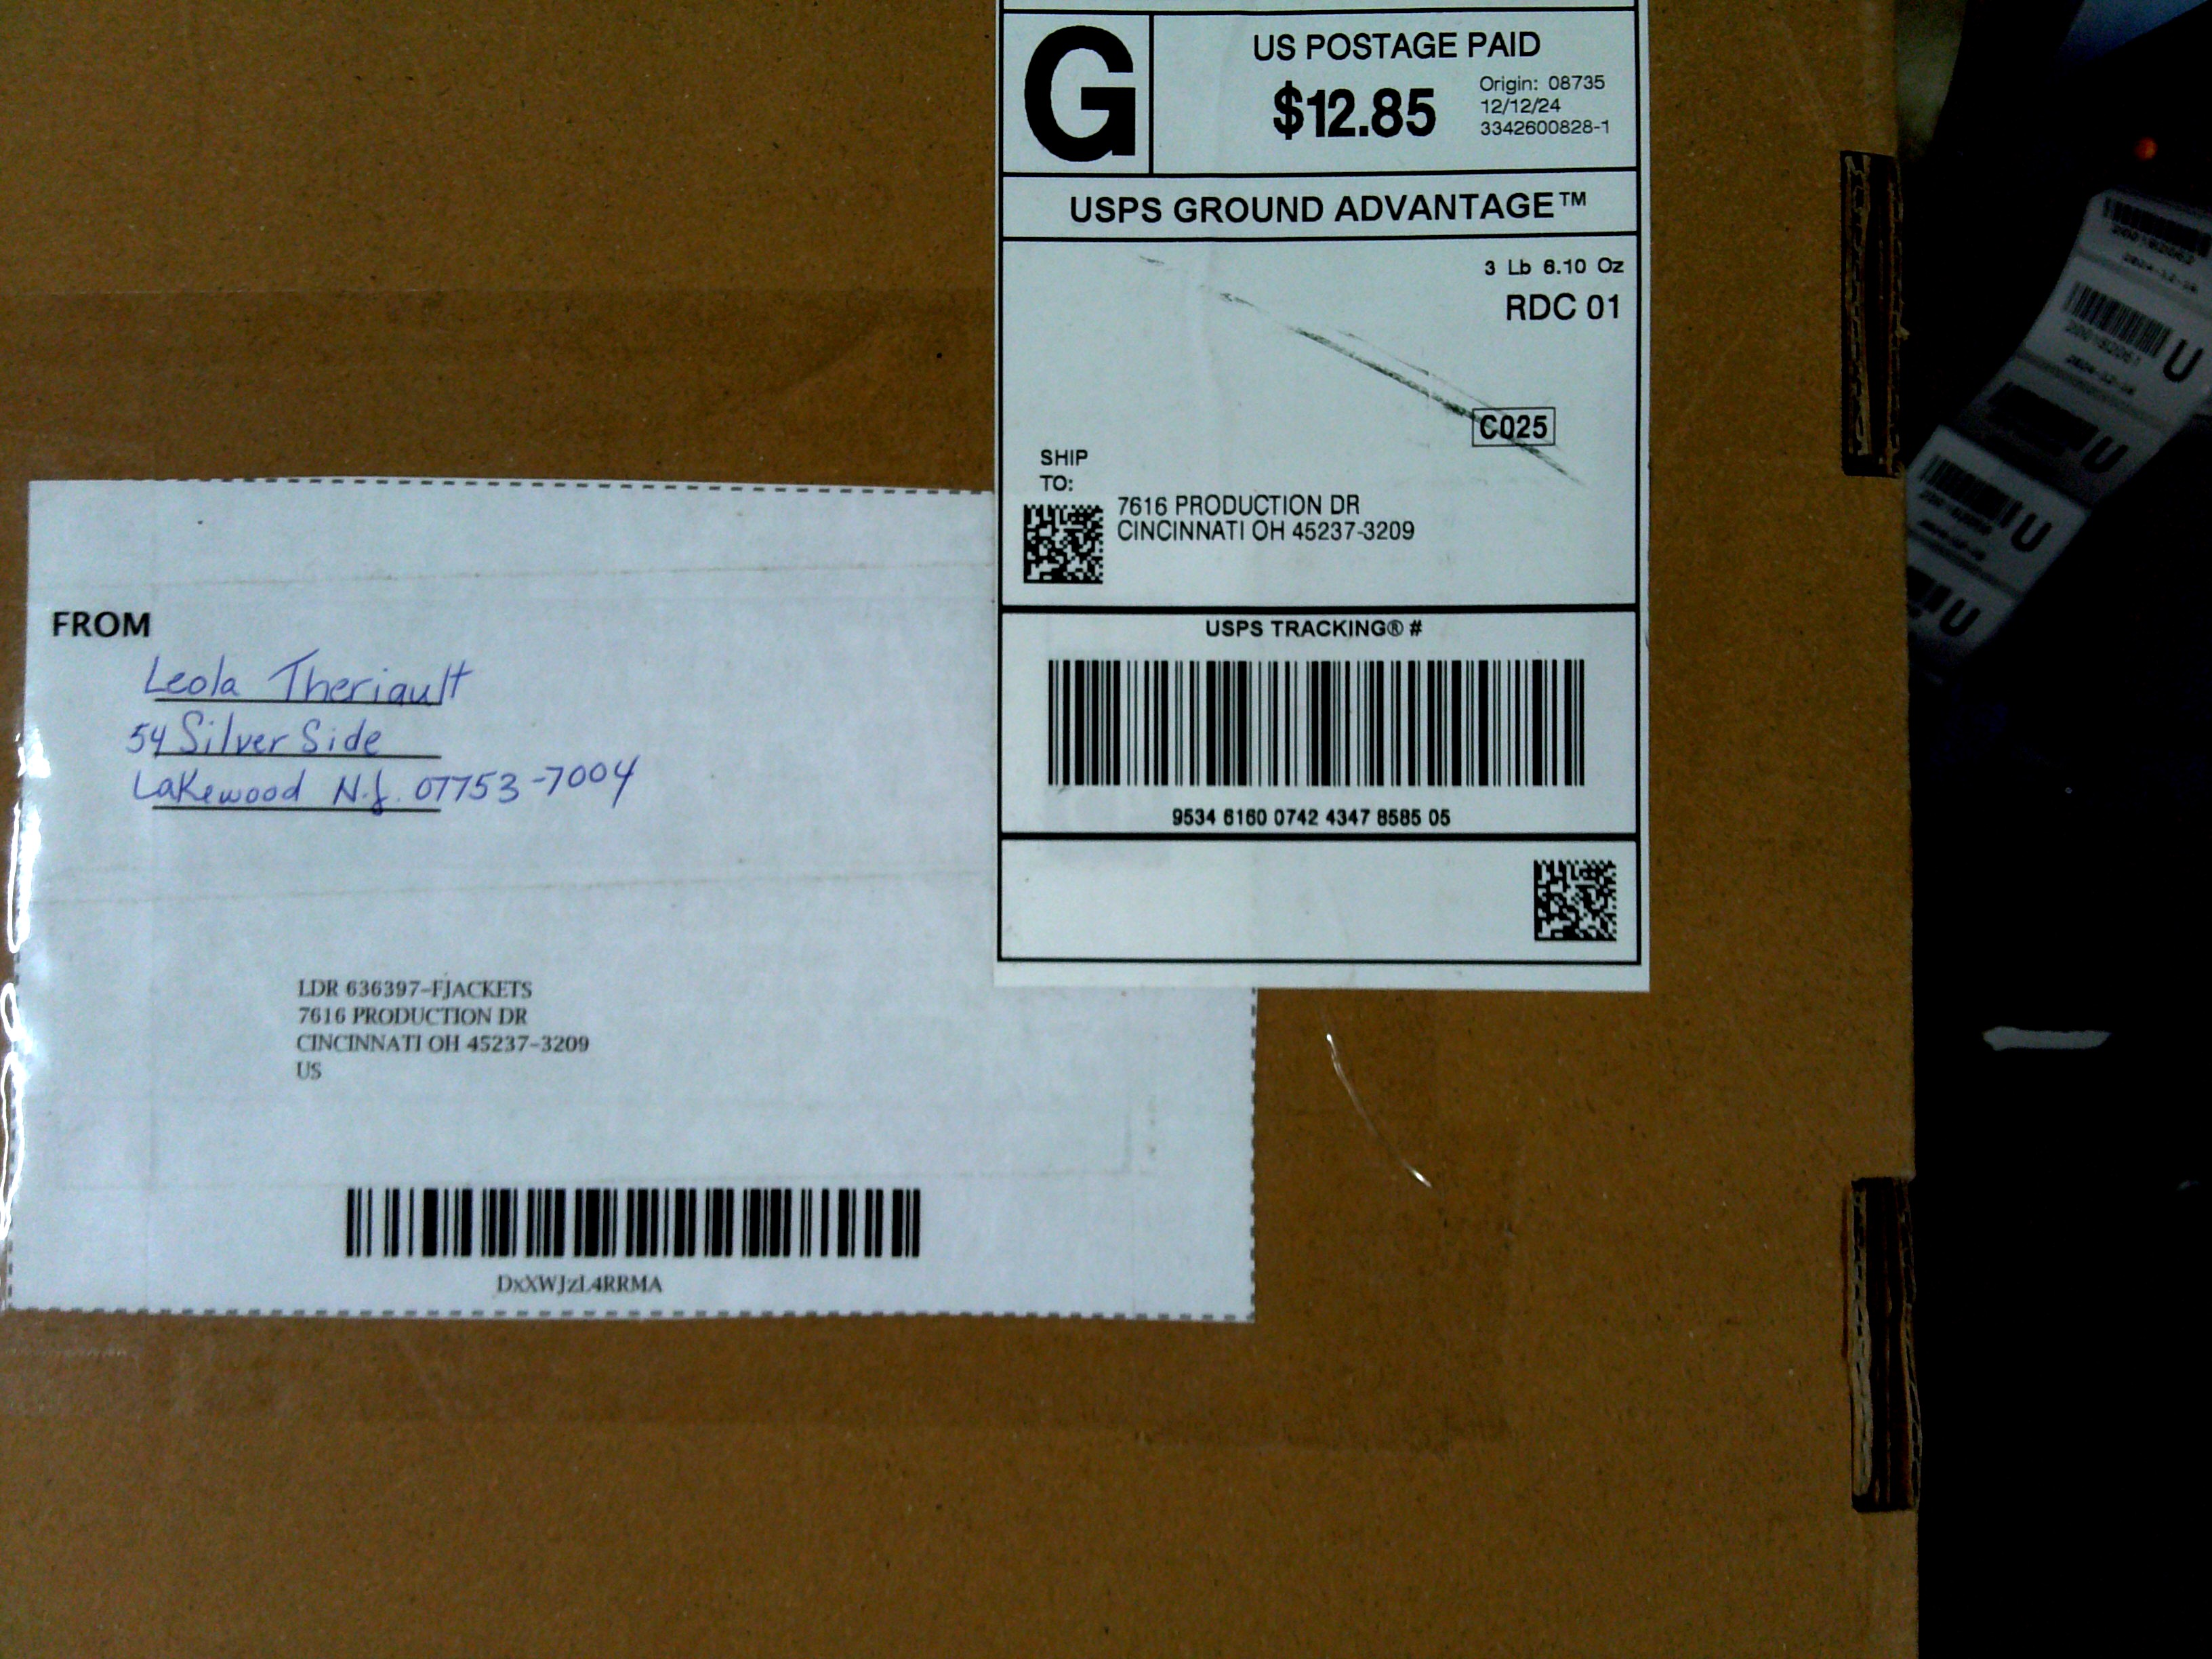 G
US POSTAGE PAID
$12.85
Origin: 08735
12/12/24
3342600828-1
USPS GROUND ADVANTAGE™
3 Lb 6.10 Oz
RDC 01
C025
SHIP
TO:
7616 PRODUCTION DR
CINCINNATI OH 45237-3209
USPS TRACKING® #
9534 6160 0742 4347 8585 05
FROM
Leola Theriault
54 Silver Side
Lakewood N.J. 07753-7004
LDR 636397-FJACKETS
7616 PRODUCTION DR
CINCINNATI OH 45237-3209
US
DxXWJzL4RRMA
U
U
U
U